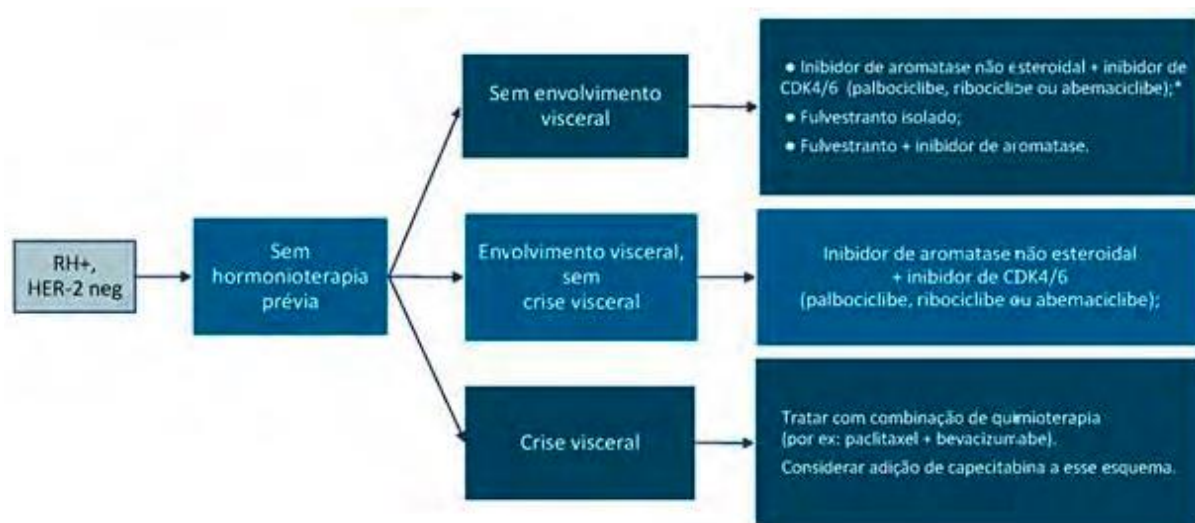 RH+,
HER-2 neg
Sem
hormonioterapia
prévia
Sem envolvimento
visceral
● Inibidor de aromatase não esteroidal + inibidor de
CDK4/6 (palbociclibe, ribociclibe ou abemaciclibe);*
● Fulvestranto isolado;
● Fulvestranto + inibidor de aromatase.
Envolvimento visceral,
sem
crise visceral
Inibidor de aromatase não esteroidal
+ inibidor de CDK4/6
(palbociclibe, ribociclibe ou abemaciclibe);
Crise visceral
Tratar com combinação de quimioterapia
(por ex: paclitaxel + bevacizumabe).
Considerar adição de capecitabina a esse esquema.